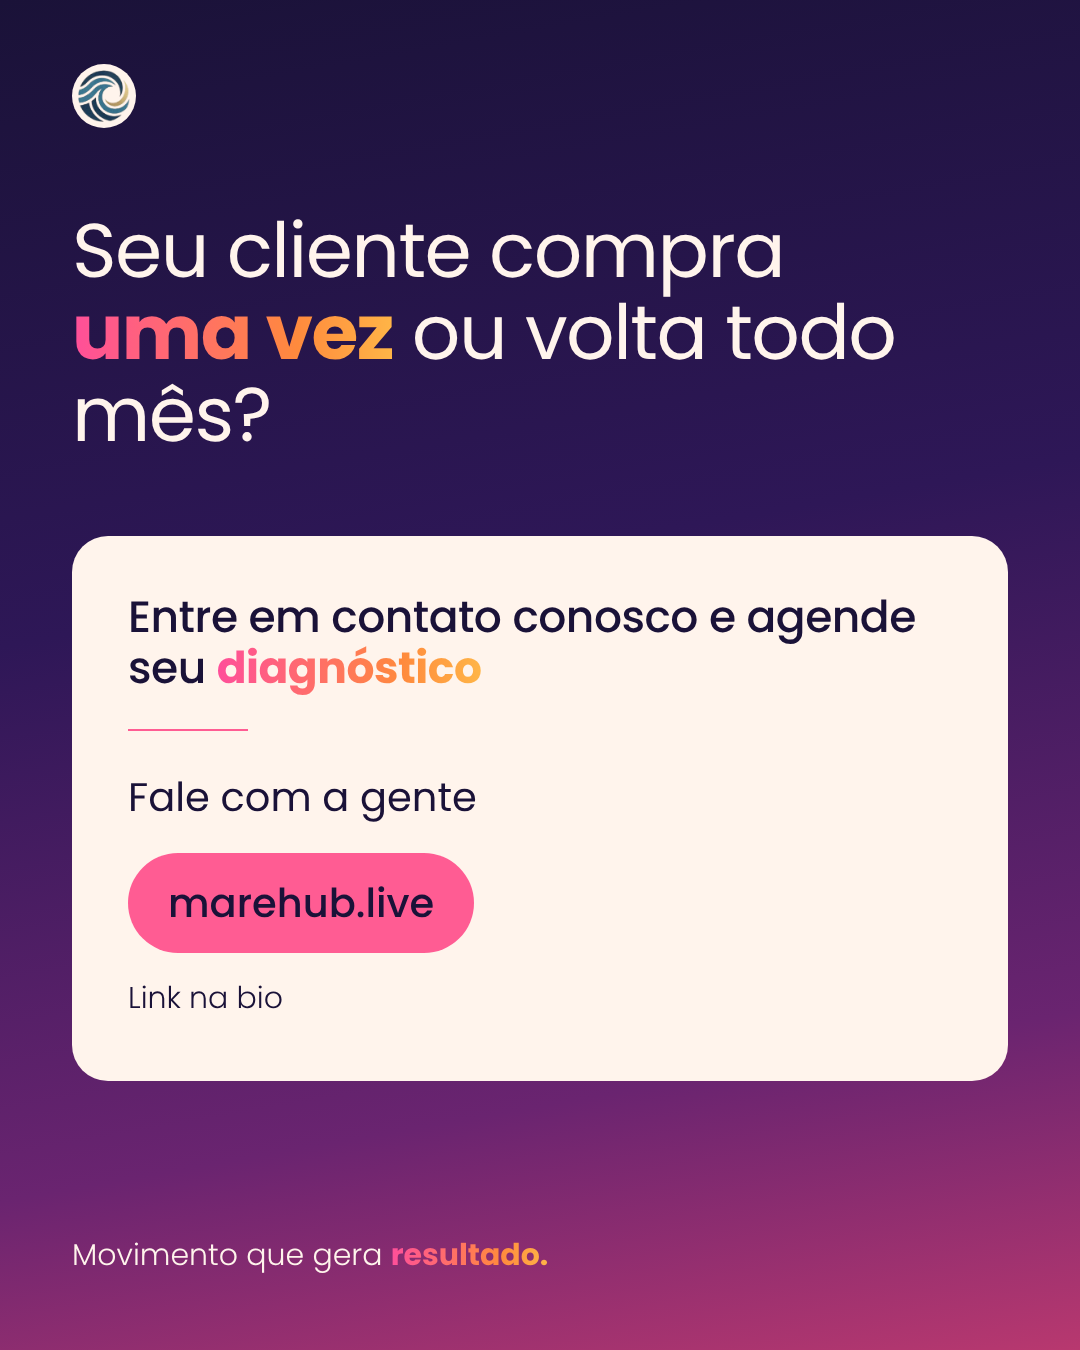 Seu cliente compra
uma vez ou volta todo
mês?
Entre em contato conosco e agende
seu diagnóstico
Fale com a gente
marehub.live
Link na bio
Movimento que gera resultado.